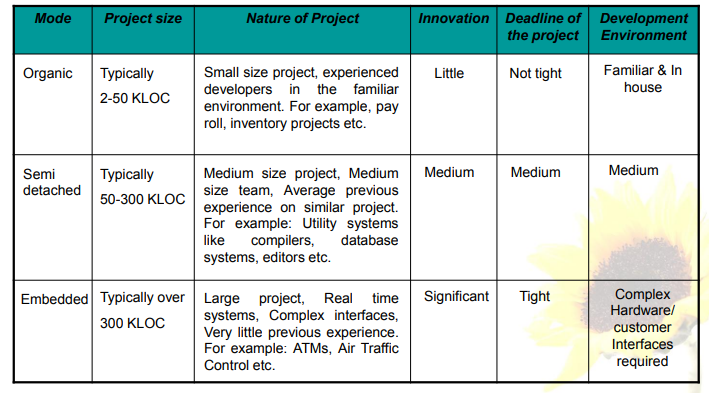 Mode Project size Nature of Project Innovation Deadline of the project Development Environment
Organic
Typically
2-50 KLOC
Small size project, experienced
developers in the familiar
environment. For example, pay
roll, inventory projects etc.
Little
Not tight
Familiar & In
house
Semi
detached
Typically
50-300 KLOC
Medium size project, Medium
size team, Average previous
experience on similar project.
For example: Utility systems
like compilers, database
systems, editors etc.
Medium
Medium
Medium
Embedded
Typically over
300 KLOC
Large project, Real time
systems, Complex interfaces,
Very little previous experience.
For example: ATMs, Air Traffic
Control etc.
Significant
Tight
Complex
Hardware/
customer
Interfaces
required